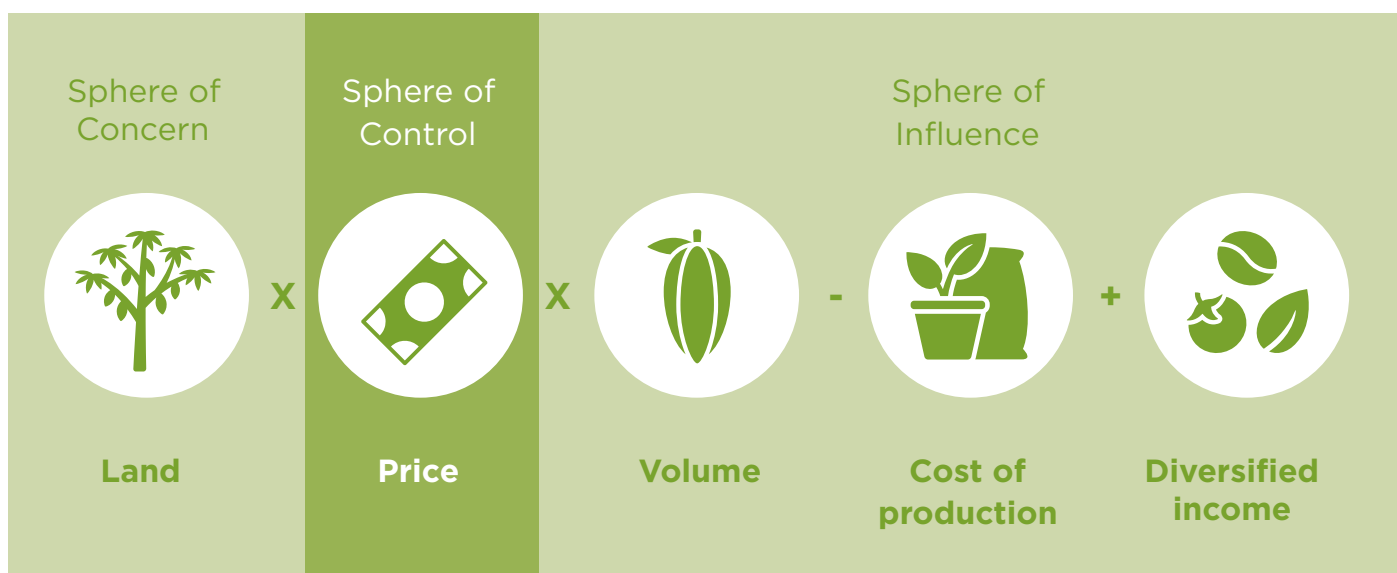 Sphere of
Concern
Sphere of
Control
Sphere of
Influence
X
X
-
+
Land
Price
Volume
Cost of
production
Diversified
income